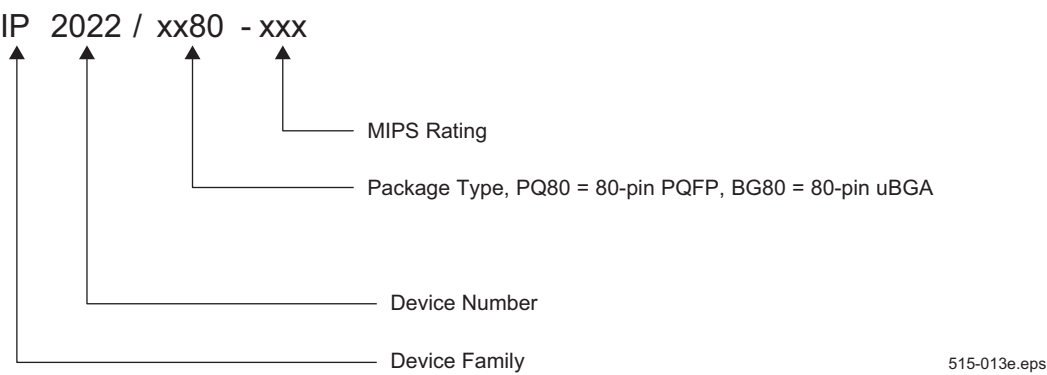 IP 2022 / xx80 - xxx
MIPS Rating
Package Type, PQ80 = 80-pin PQFP, BG80 = 80-pin uBGA
Device Number
Device Family
515-013e.eps